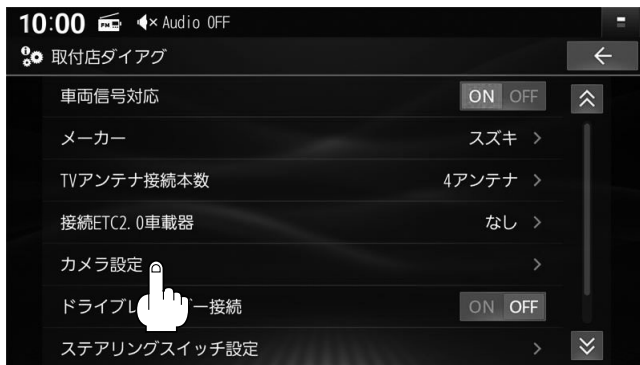 10:00 FM Audio OFF
取付店ダイアグ
車両信号対応 ON OFF
メーカー スズキ
TVアンテナ接続本数 4アンテナ
接続ETC2.0車載器 なし
カメラ設定
ドライブレ ー接続 ON OFF
ステアリングスイッチ設定